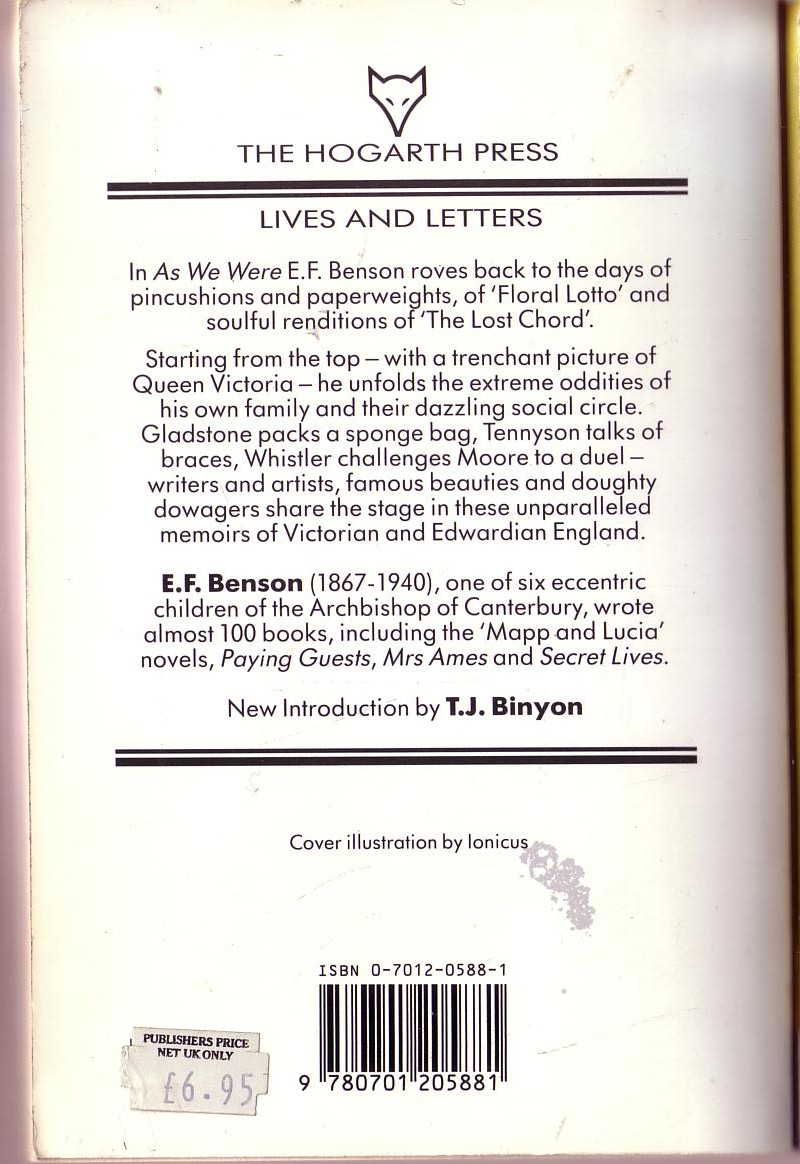 THE HOGARTH PRESS
LIVES AND LETTERS
In As We Were E.F. Benson roves back to the days of
pincushions and paperweights, of ‘Floral Lotto’ and
soulful renditions of ‘The Lost Chord’.
Starting from the top – with a trenchant picture of
Queen Victoria – he unfolds the extreme oddities of
his own family and their dazzling social circle.
Gladstone packs a sponge bag, Tennyson talks of
braces, Whistler challenges Moore to a duel –
writers and artists, famous beauties and doughty
dowagers share the stage in these unparalleled
memoirs of Victorian and Edwardian England.
E.F. Benson (1867-1940), one of six eccentric
children of the Archbishop of Canterbury, wrote
almost 100 books, including the ‘Mapp and Lucia’
novels, Paying Guests, Mrs Ames and Secret Lives.
New Introduction by T.J. Binyon
Cover illustration by Ionicus
ISBN 0-7012-0588-1
9 780701 205881
PUBLISHERS PRICE
NET UK ONLY
£6.95